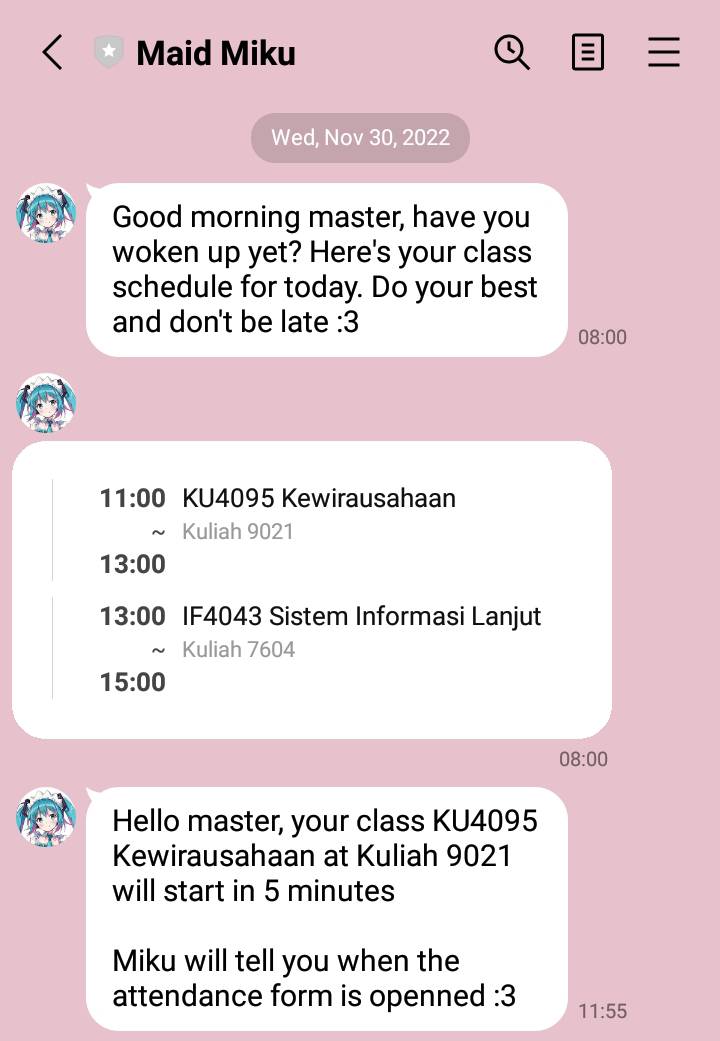 Maid Miku
Wed, Nov 30, 2022
Good morning master, have you
woken up yet? Here's your class
schedule for today. Do your best
and don't be late :3
08:00
11:00 KU4095 Kewirausahaan
~ Kuliah 9021
13:00
13:00 IF4043 Sistem Informasi Lanjut
~ Kuliah 7604
15:00
08:00
Hello master, your class KU4095
Kewirausahaan at Kuliah 9021
will start in 5 minutes
Miku will tell you when the
attendance form is openned :3
11:55